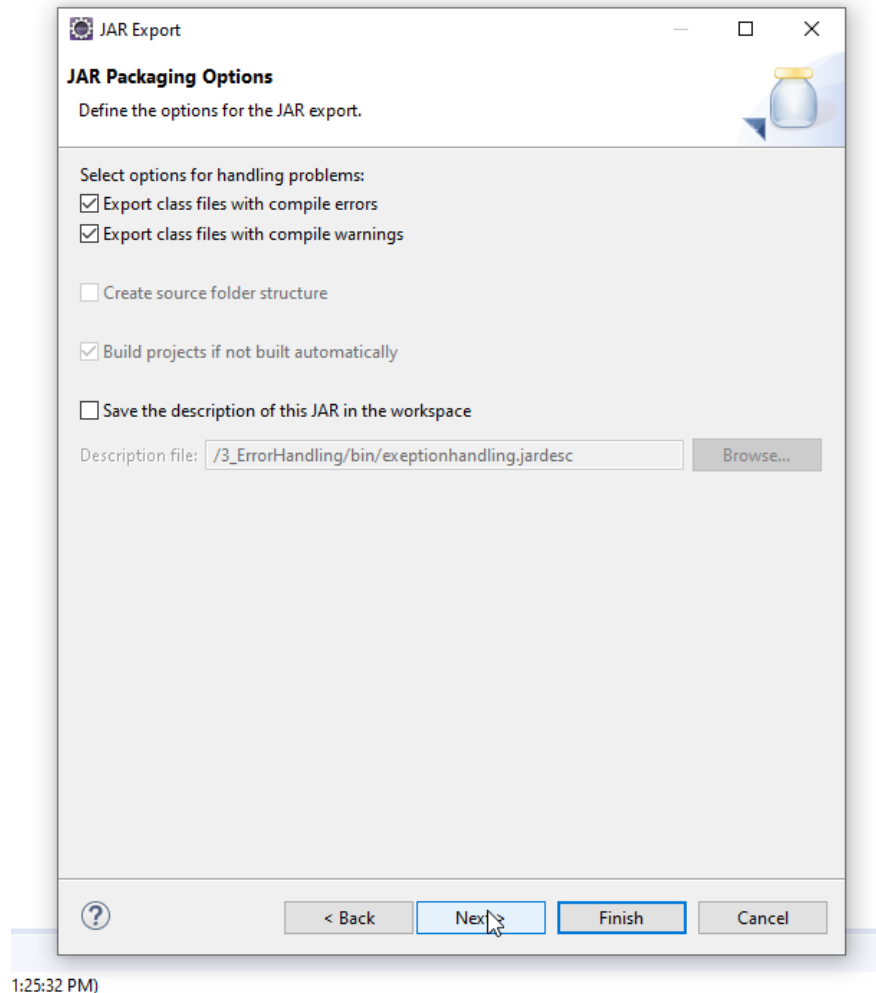 JAR Export
JAR Packaging Options
Define the options for the JAR export.
Select options for handling problems:
Export class files with compile errors
Export class files with compile warnings
Create source folder structure
Build projects if not built automatically
Save the description of this JAR in the workspace
Description file: /3_ErrorHandling/bin/exeptionhandling.jardesc Browse...
? < Back Next > Finish Cancel
1:25:32 PM)